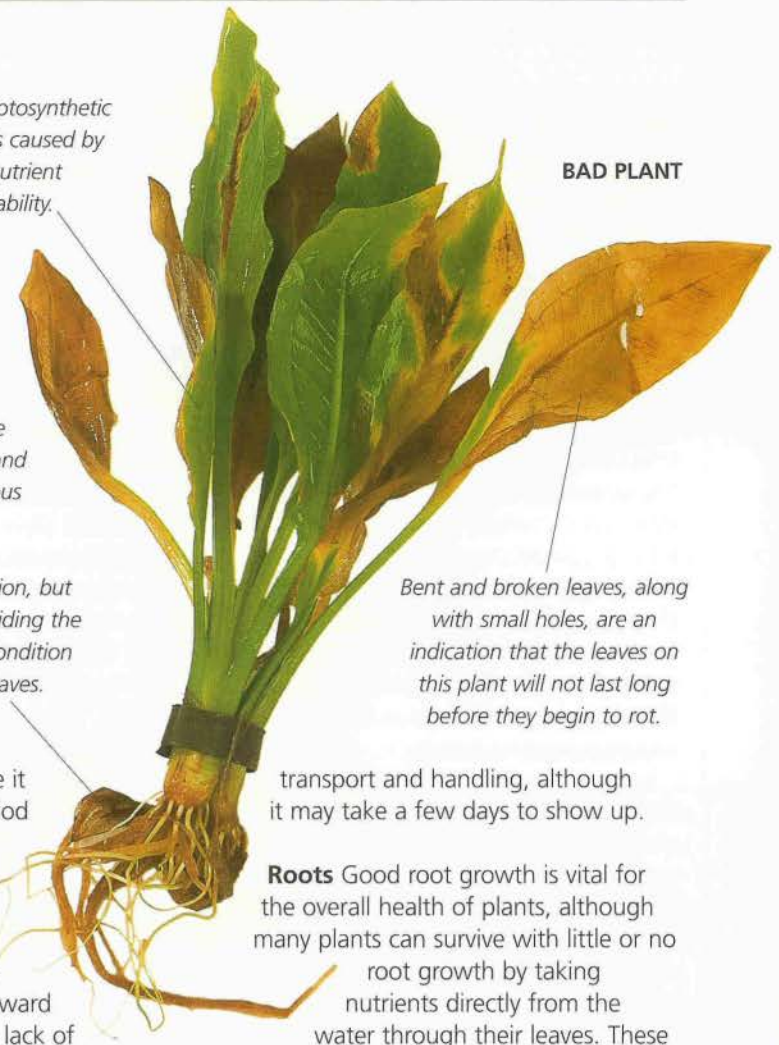 otosynthetic
s caused by
utrient
ability.
BAD PLANT
e
and
us
ion, but
iding the
ondition
aves.
Bent and broken leaves, along
with small holes, are an
indication that the leaves on
this plant will not last long
before they begin to rot.
e it
od
ward
lack of
transport and handling, although
it may take a few days to show up.
Roots Good root growth is vital for
the overall health of plants, although
many plants can survive with little or no
root growth by taking
nutrients directly from the
water through their leaves. These